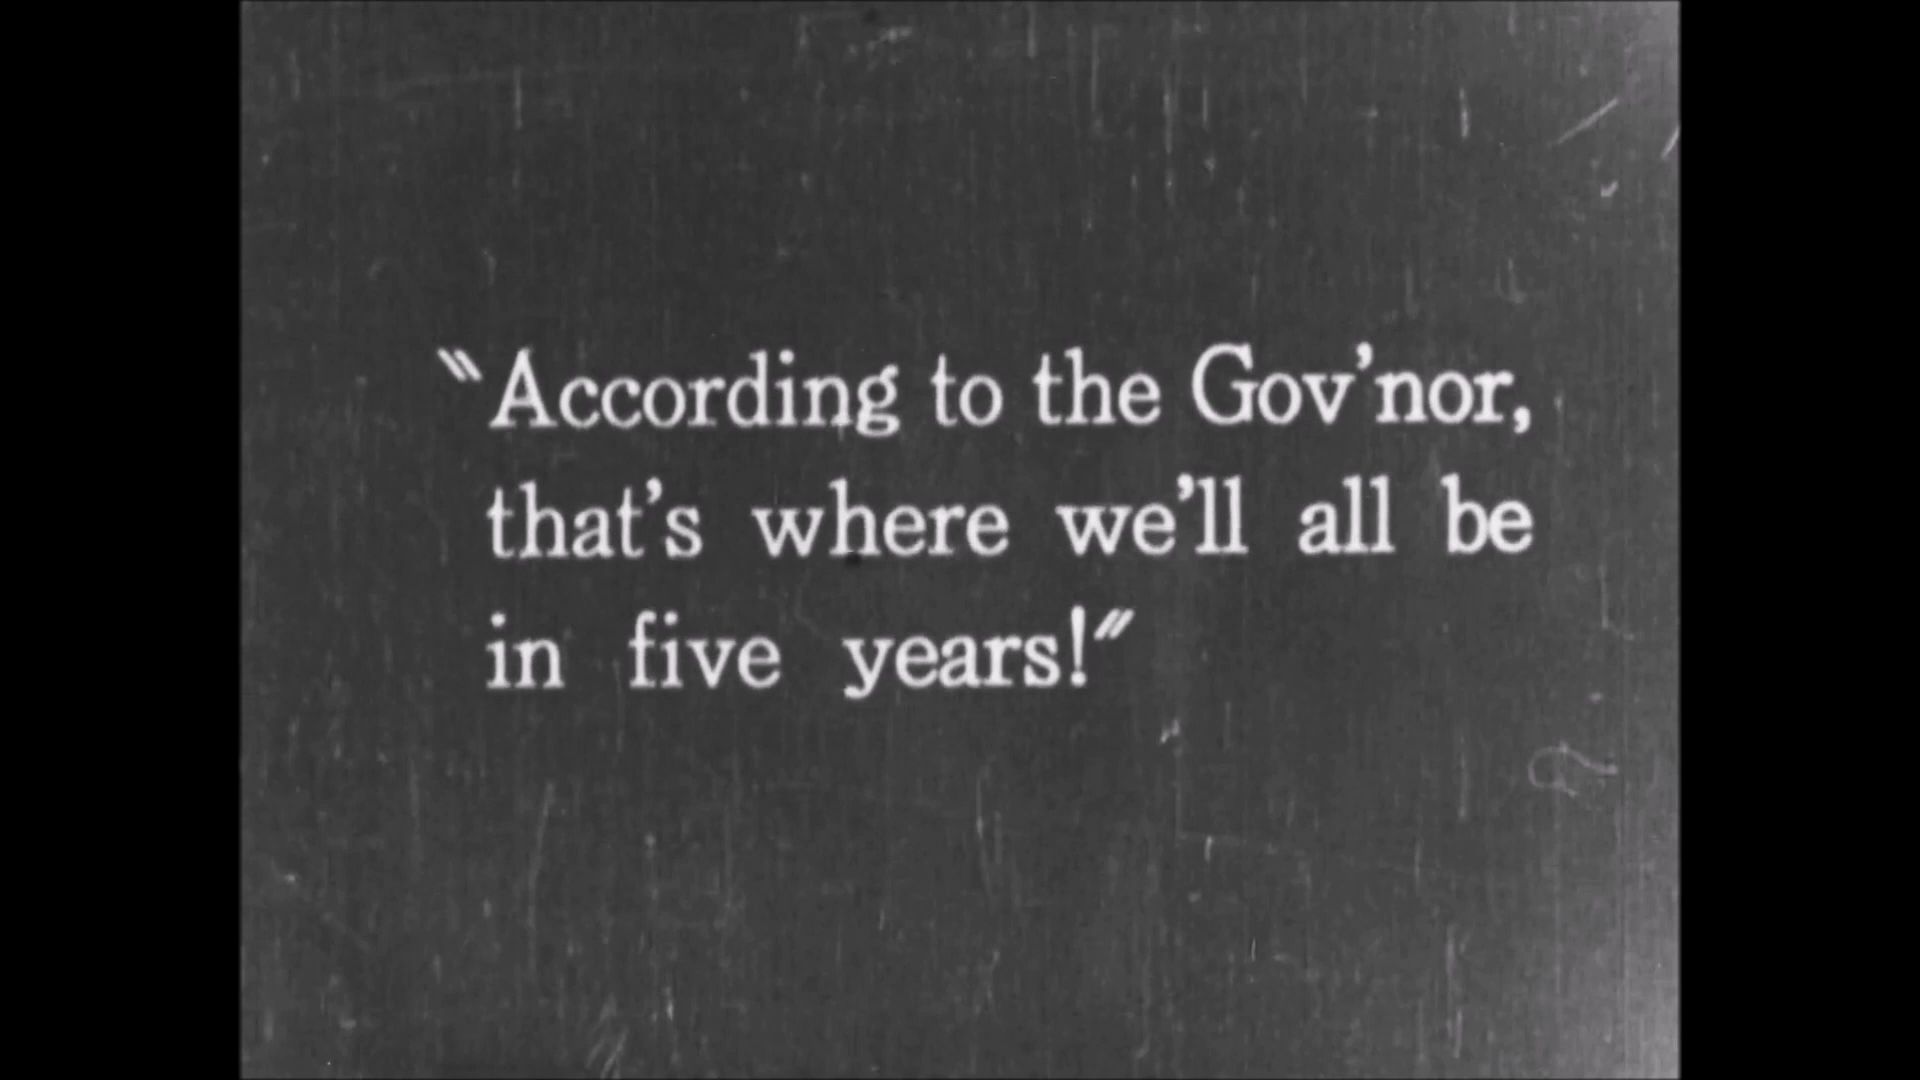 "According to the Gov'nor,
that's where we'll all be
in five years!"